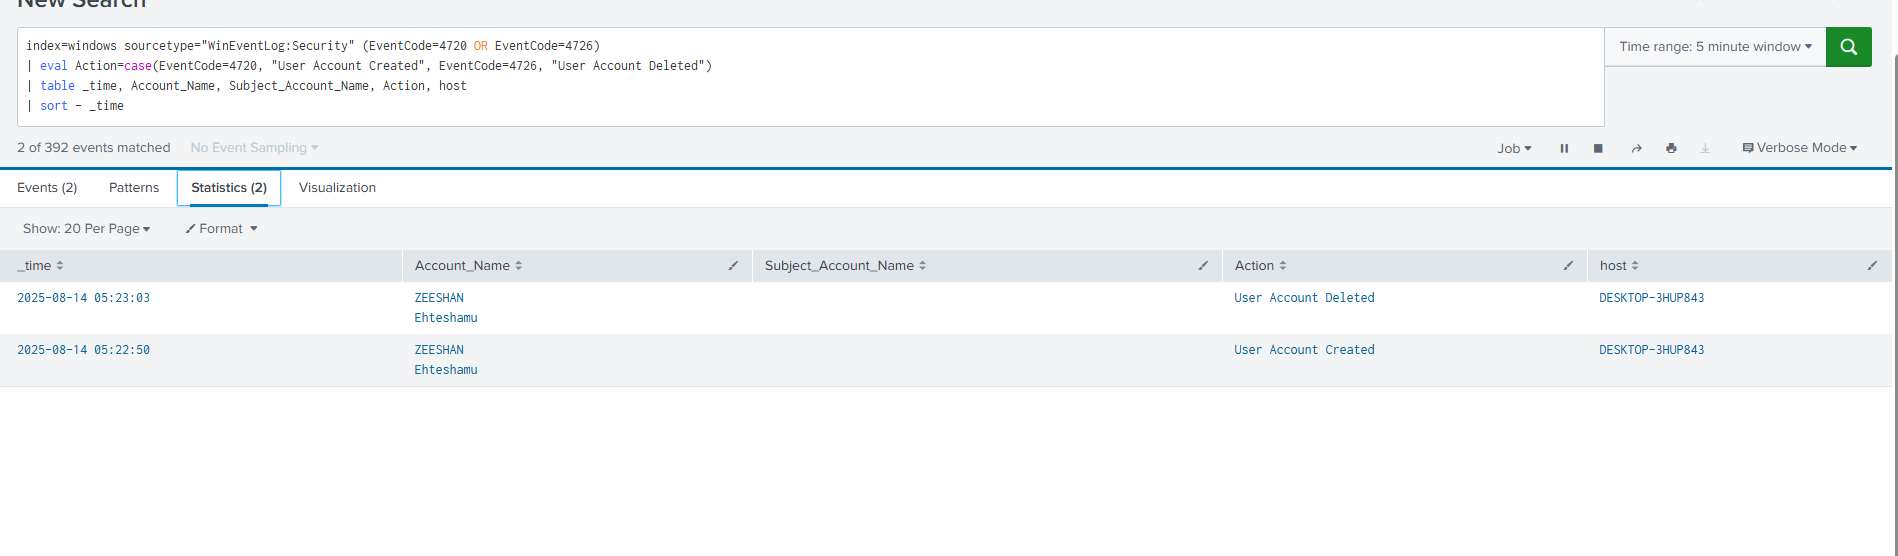 New Search
index=windows sourcetype="WinEventLog:Security" (EventCode=4720 OR EventCode=4726)
| eval Action=case(EventCode=4720, "User Account Created", EventCode=4726, "User Account Deleted")
| table _time, Account_Name, Subject_Account_Name, Action, host
| sort - _time
Time range: 5 minute window
2 of 392 events matched No Event Sampling
Job Verbose Mode
Events (2) Patterns Statistics (2) Visualization
Show: 20 Per Page Format
_time Account_Name Subject_Account_Name Action host
2025-08-14 05:23:03 ZEESHAN User Account Deleted DESKTOP-3HUP843
Ehteshamu
2025-08-14 05:22:50 ZEESHAN User Account Created DESKTOP-3HUP843
Ehteshamu